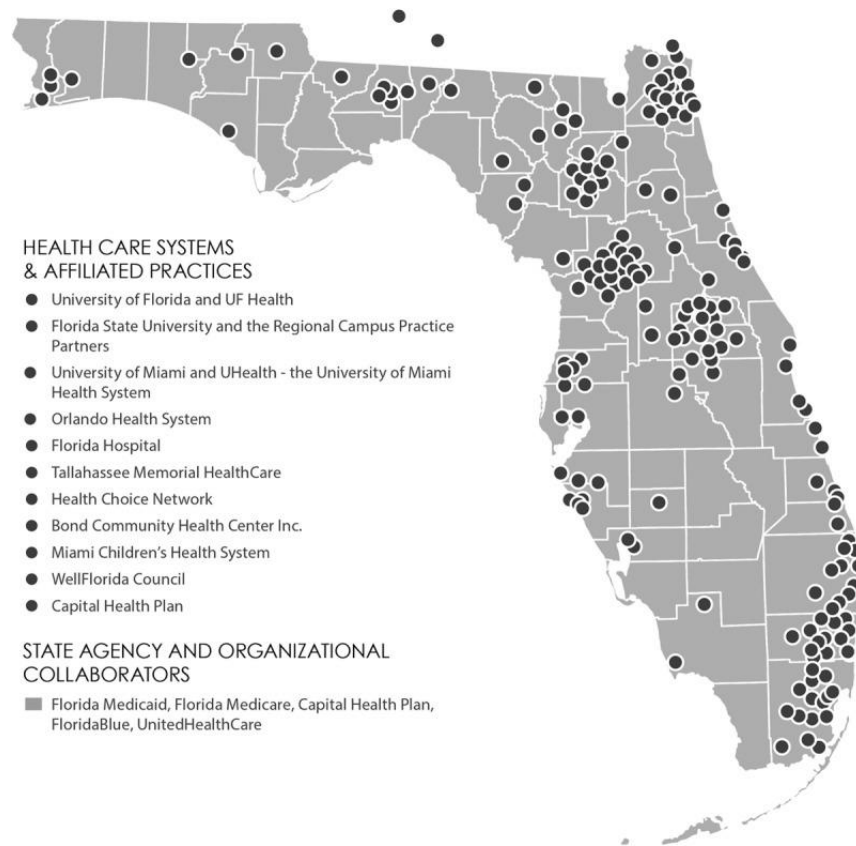 HEALTH CARE SYSTEMS
& AFFILIATED PRACTICES
University of Florida and UF Health
Florida State University and the Regional Campus Practice
Partners
University of Miami and UHealth - the University of Miami
Health System
Orlando Health System
Florida Hospital
Tallahassee Memorial HealthCare
Health Choice Network
Bond Community Health Center Inc.
Miami Children's Health System
WellFlorida Council
Capital Health Plan
STATE AGENCY AND ORGANIZATIONAL
COLLABORATORS
Florida Medicaid, Florida Medicare, Capital Health Plan,
FloridaBlue, UnitedHealthCare